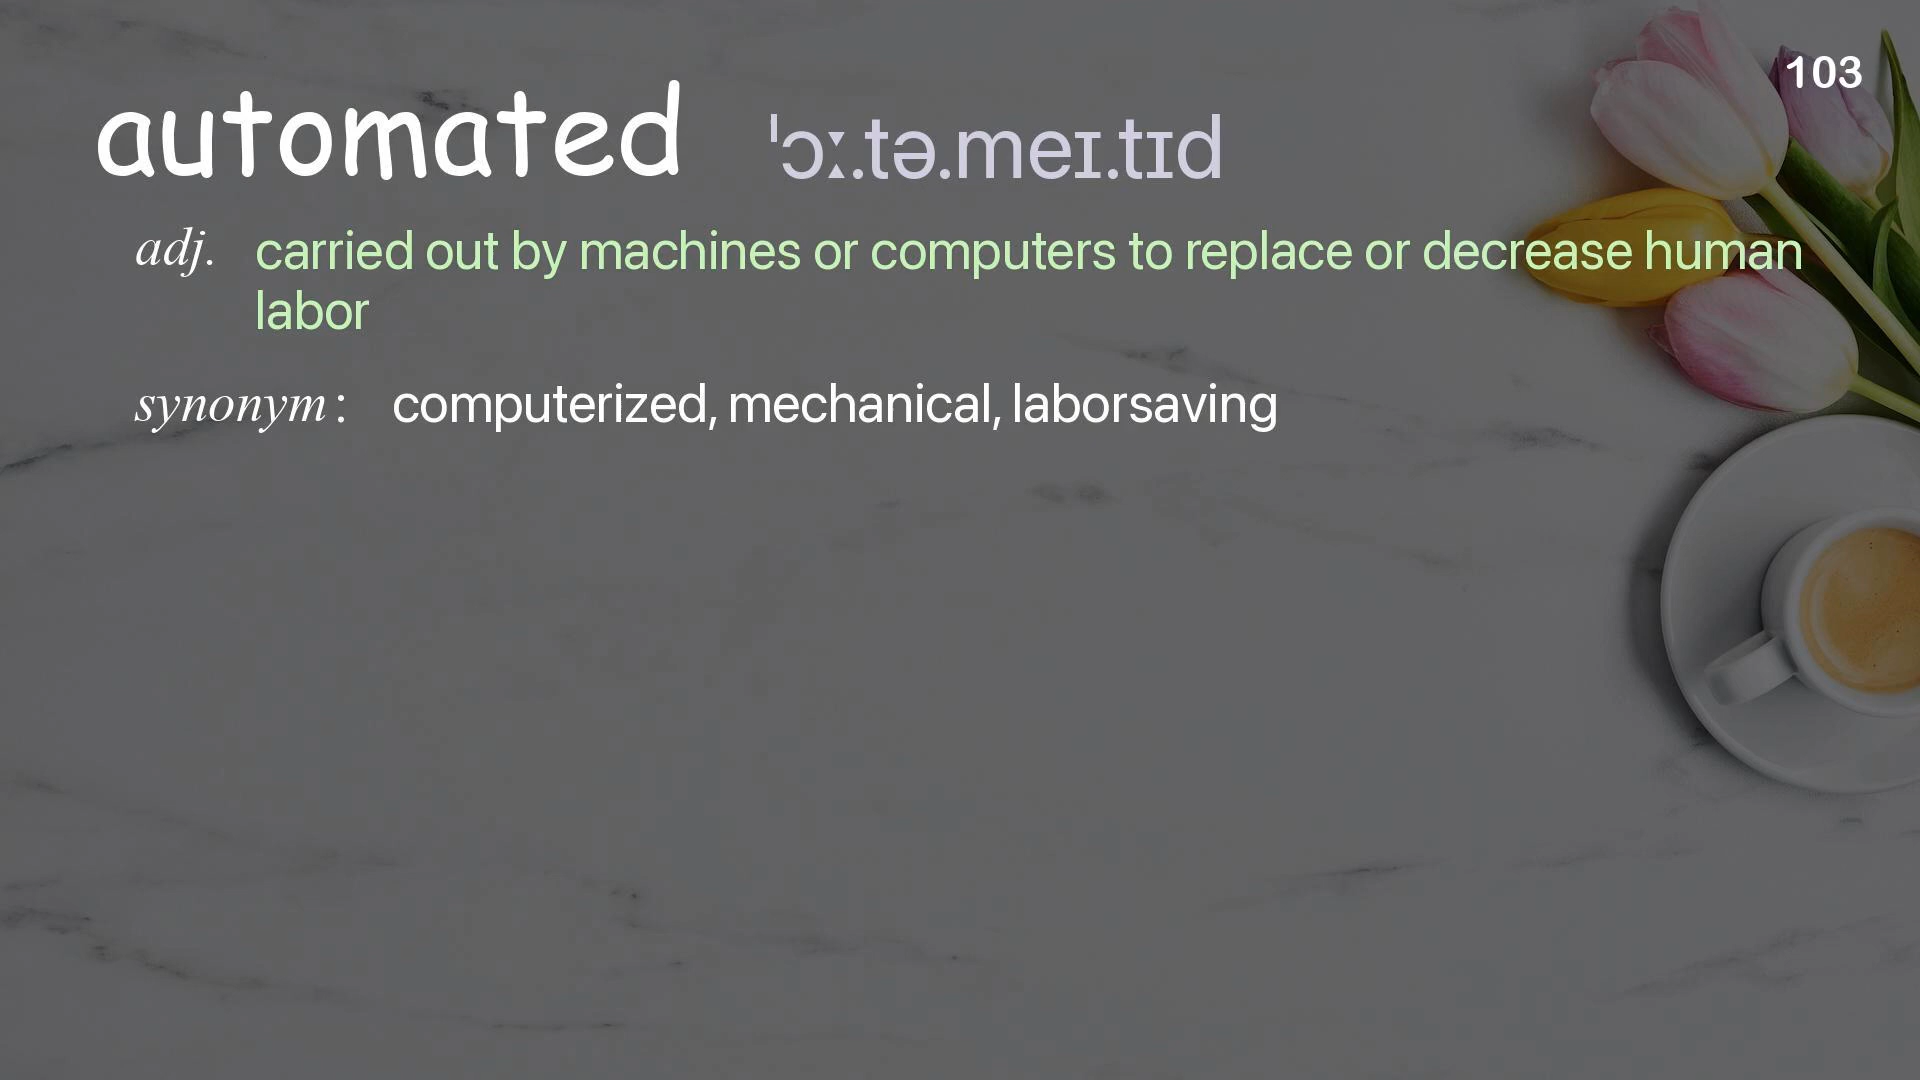 103
automated ˈɔː.tə.meɪ.tɪd
adj. carried out by machines or computers to replace or decrease human
labor
synonym: computerized, mechanical, laborsaving